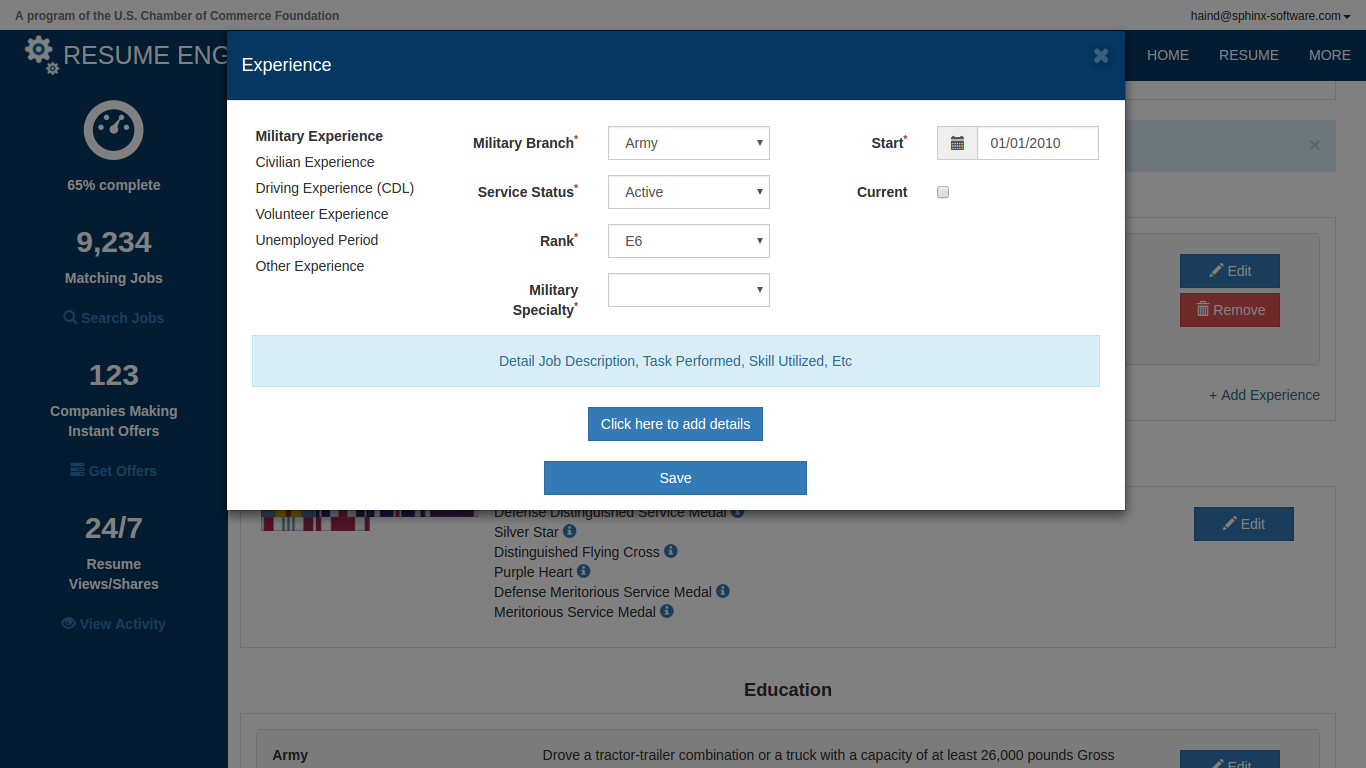 A program of the U.S. Chamber of Commerce Foundation
haind@sphinx-software.com
RESUME ENG
HOME RESUME MORE
65% complete
9,234
Matching Jobs
Search Jobs
123
Companies Making
Instant Offers
Get Offers
24/7
Resume
Views/Shares
View Activity
Experience
Military Experience
Civilian Experience
Driving Experience (CDL)
Volunteer Experience
Unemployed Period
Other Experience
Military Branch* Army
Service Status* Active
Rank* E6
Military
Specialty*
Start* 01/01/2010
Current
Detail Job Description, Task Performed, Skill Utilized, Etc
Click here to add details
Save
Edit
Remove
+ Add Experience
Defense Distinguished Service Medal
Silver Star
Distinguished Flying Cross
Purple Heart
Defense Meritorious Service Medal
Meritorious Service Medal
Edit
Education
Army
Drove a tractor-trailer combination or a truck with a capacity of at least 26,000 pounds Gross
Edit